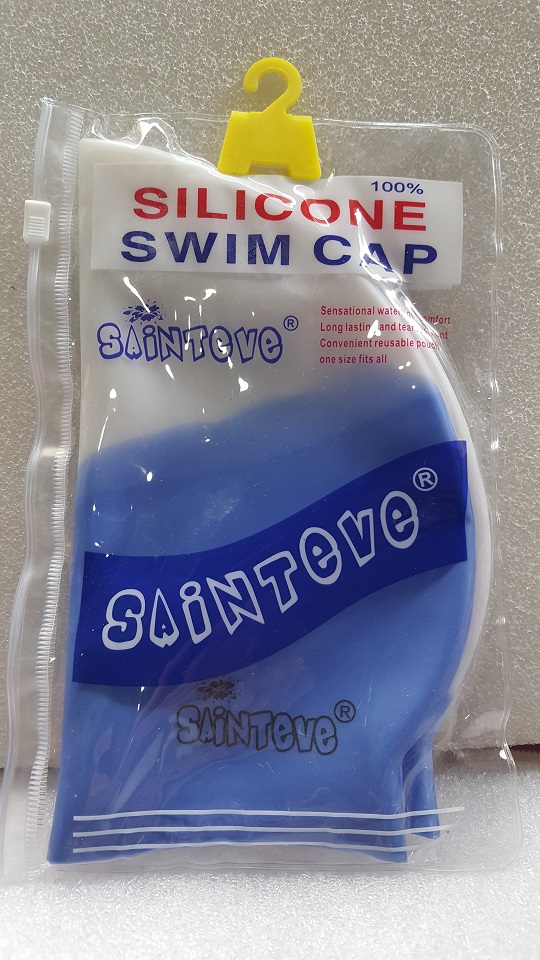 100%
SILICONE
SWIM CAP
SAiNTeve®
Sensational water comfort
Long lasting and tear
Convenient reusable pouch
one size fits all
SAiNTeve®
SAiNTeve®